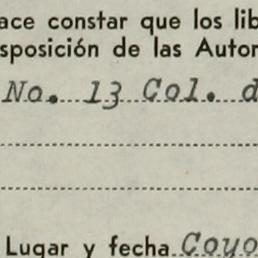 ace constar que los lib
sposición de las Autor
No. 13 Col. d
Lugar y fecha Coyo